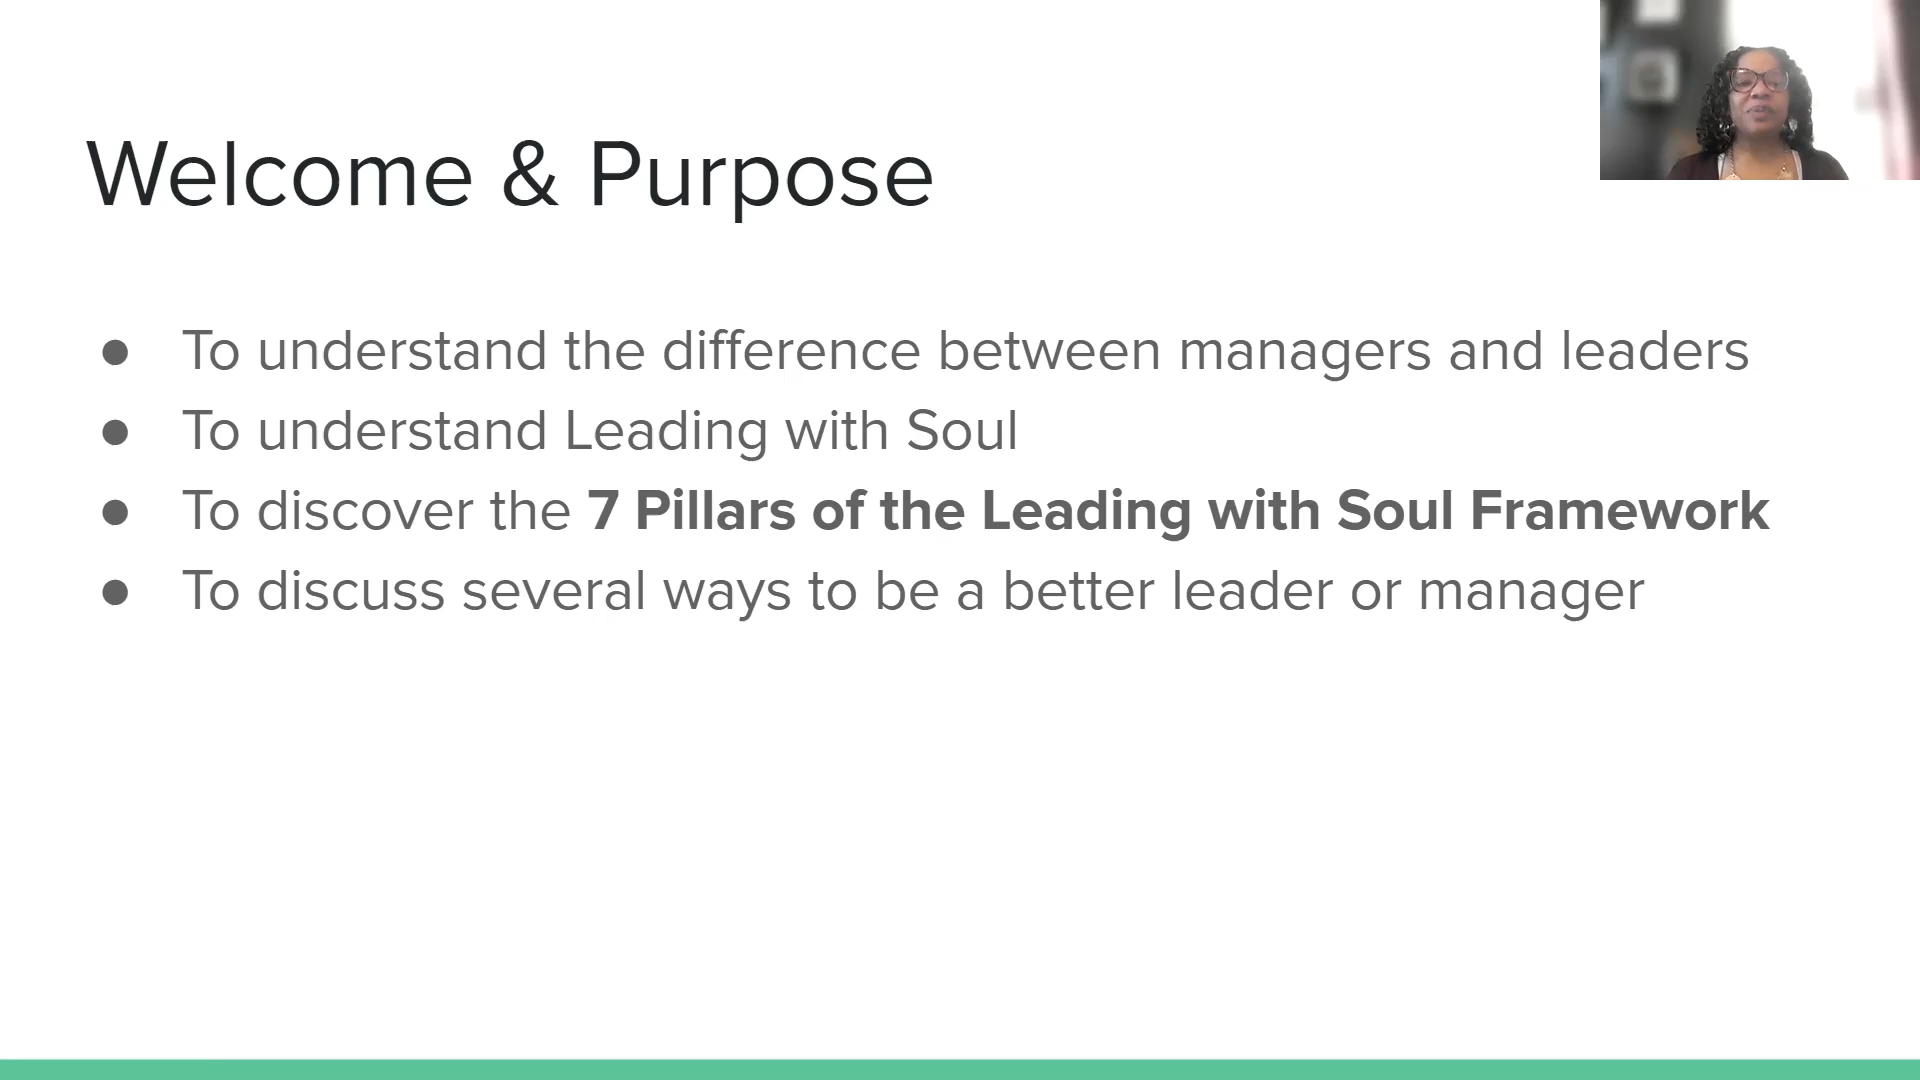 Welcome & Purpose
● To understand the difference between managers and leaders
● To understand Leading with Soul
● To discover the 7 Pillars of the Leading with Soul Framework
● To discuss several ways to be a better leader or manager